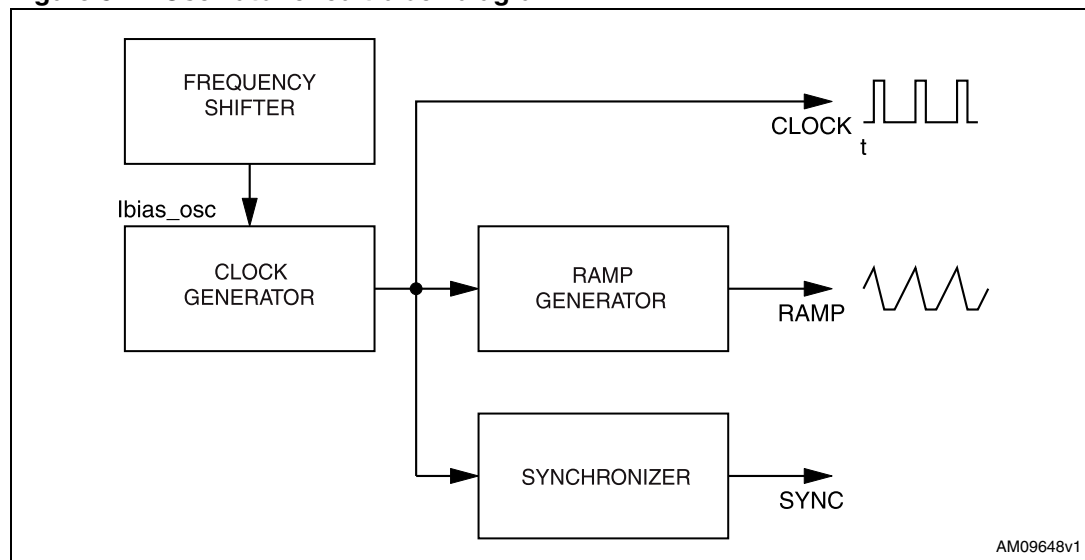 FREQUENCY
SHIFTER
CLOCK
t
Ibias_osc
CLOCK
GENERATOR
RAMP
GENERATOR
RAMP
SYNCHRONIZER
SYNC
AM09648v1